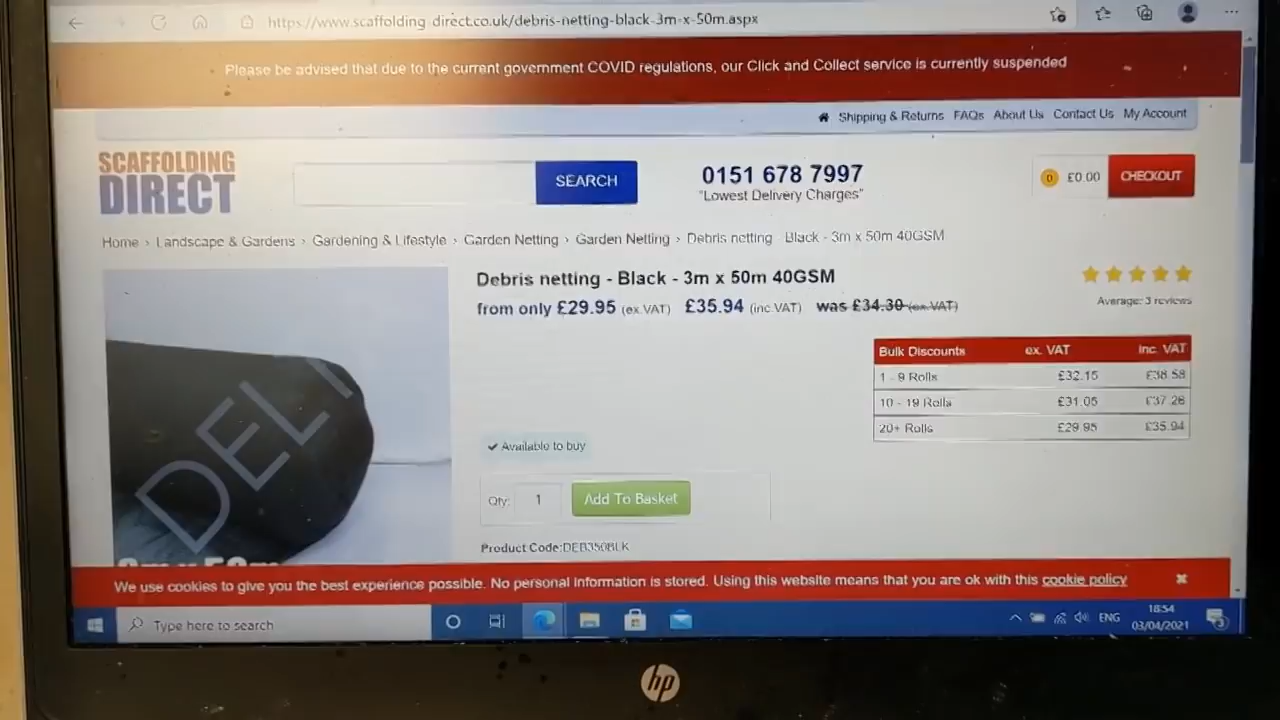 https://www.scaffolding-direct.co.uk/debris-netting-black-3m-x-50m.aspx
Please be advised that due to the current government COVID regulations, our Click and Collect service is currently suspended
Shipping & Returns FAQs About Us Contact Us My Account
SCAFFOLDING
DIRECT
SEARCH
0151 678 7997
"Lowest Delivery Charges"
0 £0.00 CHECKOUT
Home › Landscape & Gardens › Gardening & Lifestyle › Garden Netting › Garden Netting › Debris netting - Black - 3m x 50m 40GSM
Debris netting - Black - 3m x 50m 40GSM
from only £29.95 (ex.VAT) £35.94 (inc.VAT) was £34.30 (ex.VAT)
Average: 3 reviews
Bulk Discounts ex. VAT inc. VAT
1 - 9 Rolls £32.15 £38.58
10 - 19 Rolls £31.05 £37.26
20+ Rolls £29.95 £35.94
DELI
Available to buy
Qty: 1 Add To Basket
Product Code:DEB350BLK
We use cookies to give you the best experience possible. No personal information is stored. Using this website means that you are ok with this cookie policy
Type here to search
ENG
18:54
03/04/2021
3
hp